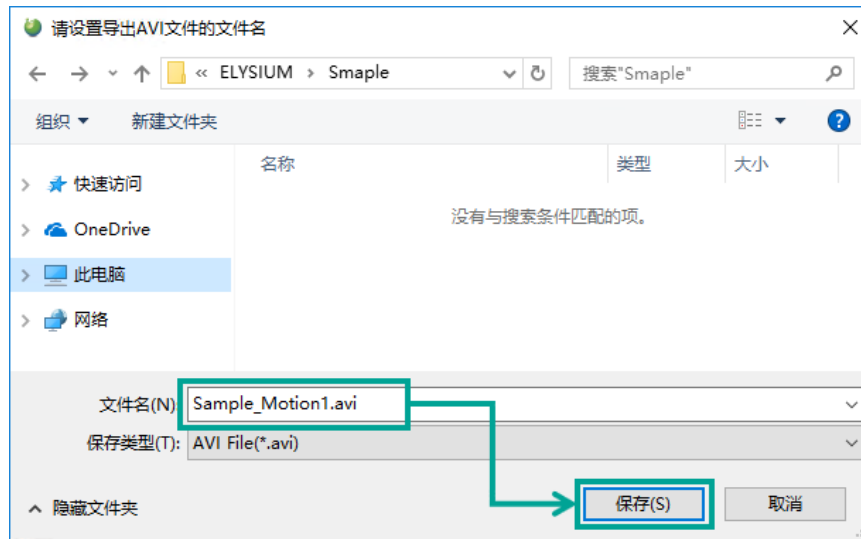 请设置导出AVI文件的文件名
« ELYSIUM › Smaple
搜索"Smaple"
组织 新建文件夹
名称 类型 大小
快速访问
没有与搜索条件匹配的项。
OneDrive
此电脑
网络
文件名(N): Sample_Motion1.avi
保存类型(T): AVI File(*.avi)
隐藏文件夹 保存(S) 取消